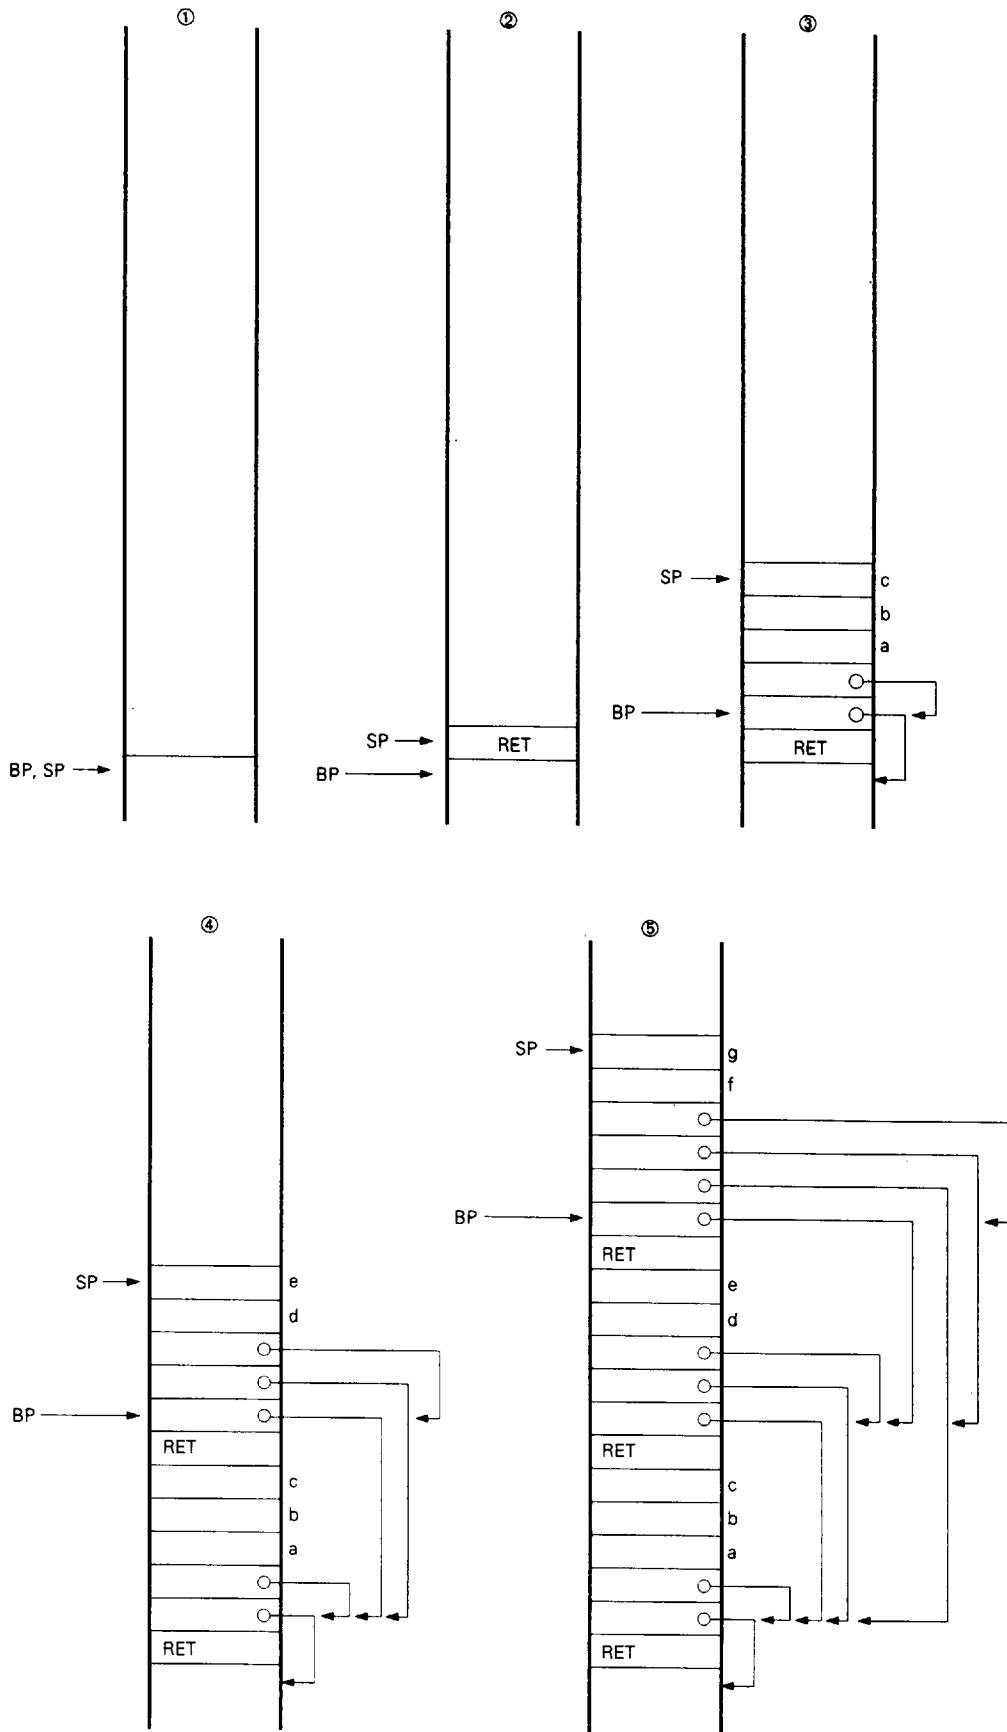 ①
②
③
BP, SP
SP
RET
BP
SP
c
b
a
BP
RET
④
SP
e
d
BP
RET
c
b
a
RET
⑤
SP
g
f
BP
RET
e
d
RET
c
b
a
RET